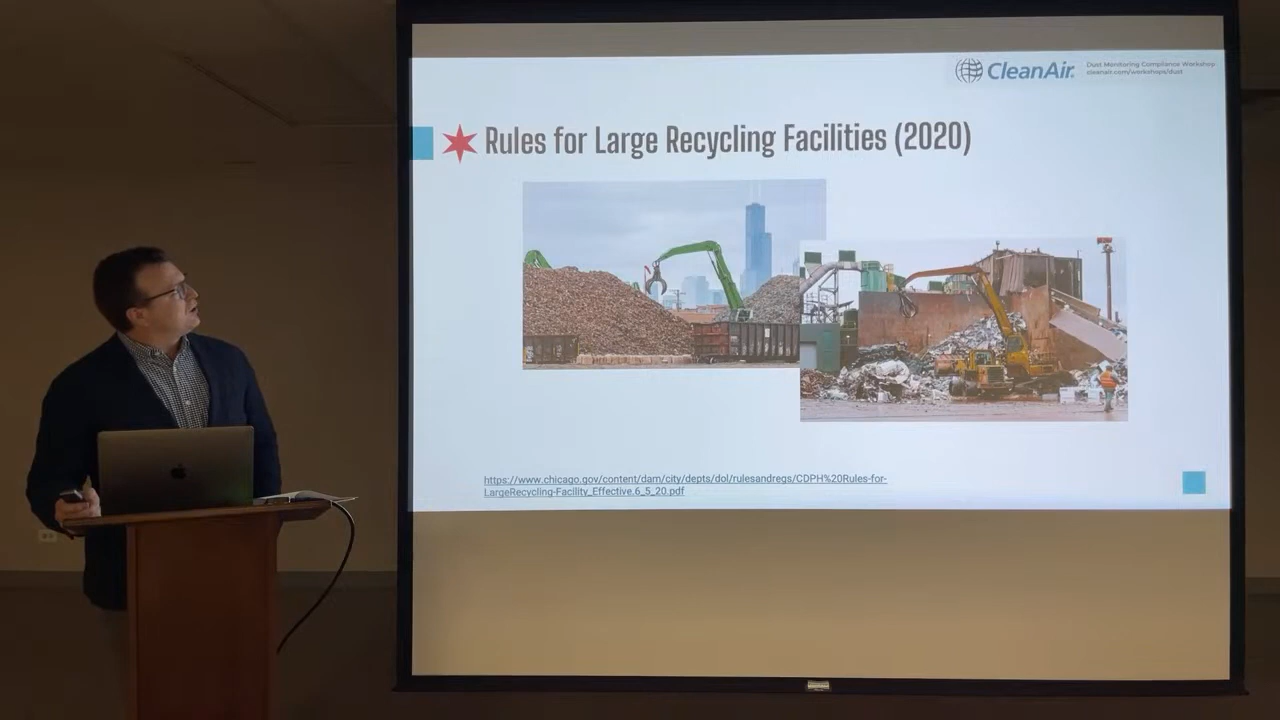 CleanAir.
Dust Monitoring Compliance Workshop
cleanair.com/workshops/dust
Rules for Large Recycling Facilities (2020)
https://www.chicago.gov/content/dam/city/depts/dol/rulesandregs/CDPH%20Rules-for-
LargeRecycling-Facility_Effective.6_5_20.pdf